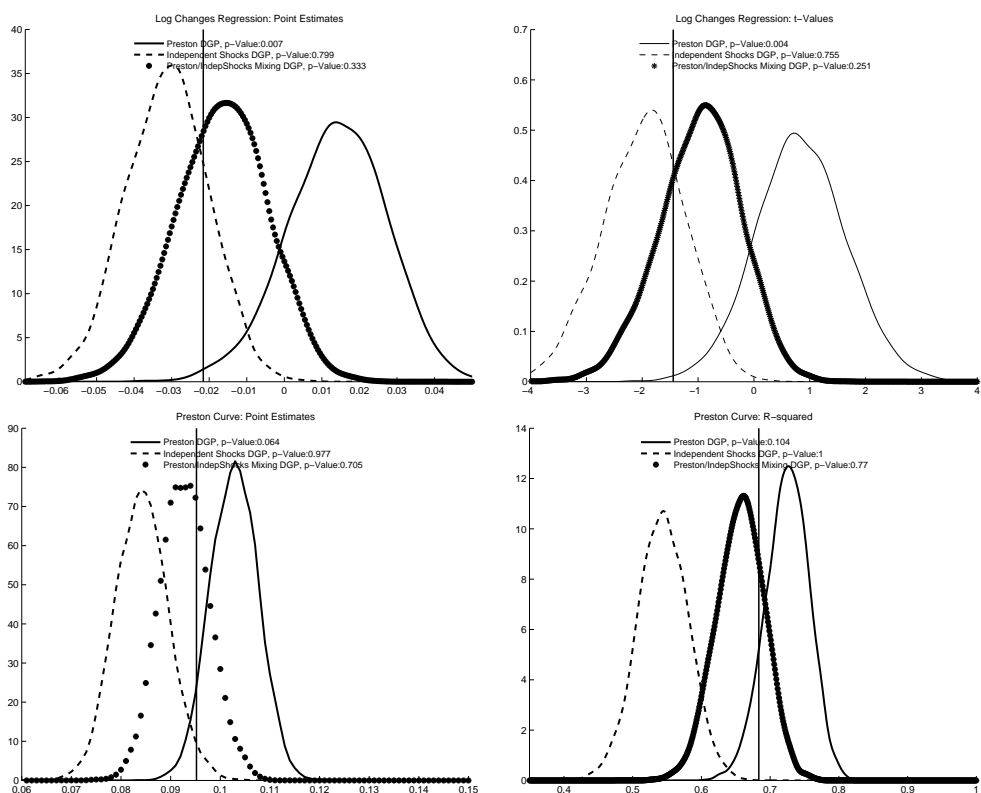 Log Changes Regression: Point Estimates
40
35
30
25
20
15
10
5
0
Preston DGP, p−Value:0.007
Independent Shocks DGP, p−Value:0.799
Preston/IndepShocks Mixing DGP, p−Value:0.333
−0.06 −0.05 −0.04 −0.03 −0.02 −0.01 0 0.01 0.02 0.03 0.04
Log Changes Regression: t−Values
0.7
0.6
0.5
0.4
0.3
0.2
0.1
0
Preston DGP, p−Value:0.004
Independent Shocks DGP, p−Value:0.755
Preston/IndepShocks Mixing DGP, p−Value:0.251
−4 −3 −2 −1 0 1 2 3 4
Preston Curve: Point Estimates
90
80
70
60
50
40
30
20
10
0
Preston DGP, p−Value:0.064
Independent Shocks DGP, p−Value:0.977
Preston/IndepShocks Mixing DGP, p−Value:0.705
0.06 0.07 0.08 0.09 0.1 0.11 0.12 0.13 0.14 0.15
Preston Curve: R−squared
14
12
10
8
6
4
2
0
Preston DGP, p−Value:0.104
Independent Shocks DGP, p−Value:1
Preston/IndepShocks Mixing DGP, p−Value:0.77
0.4 0.5 0.6 0.7 0.8 0.9 1